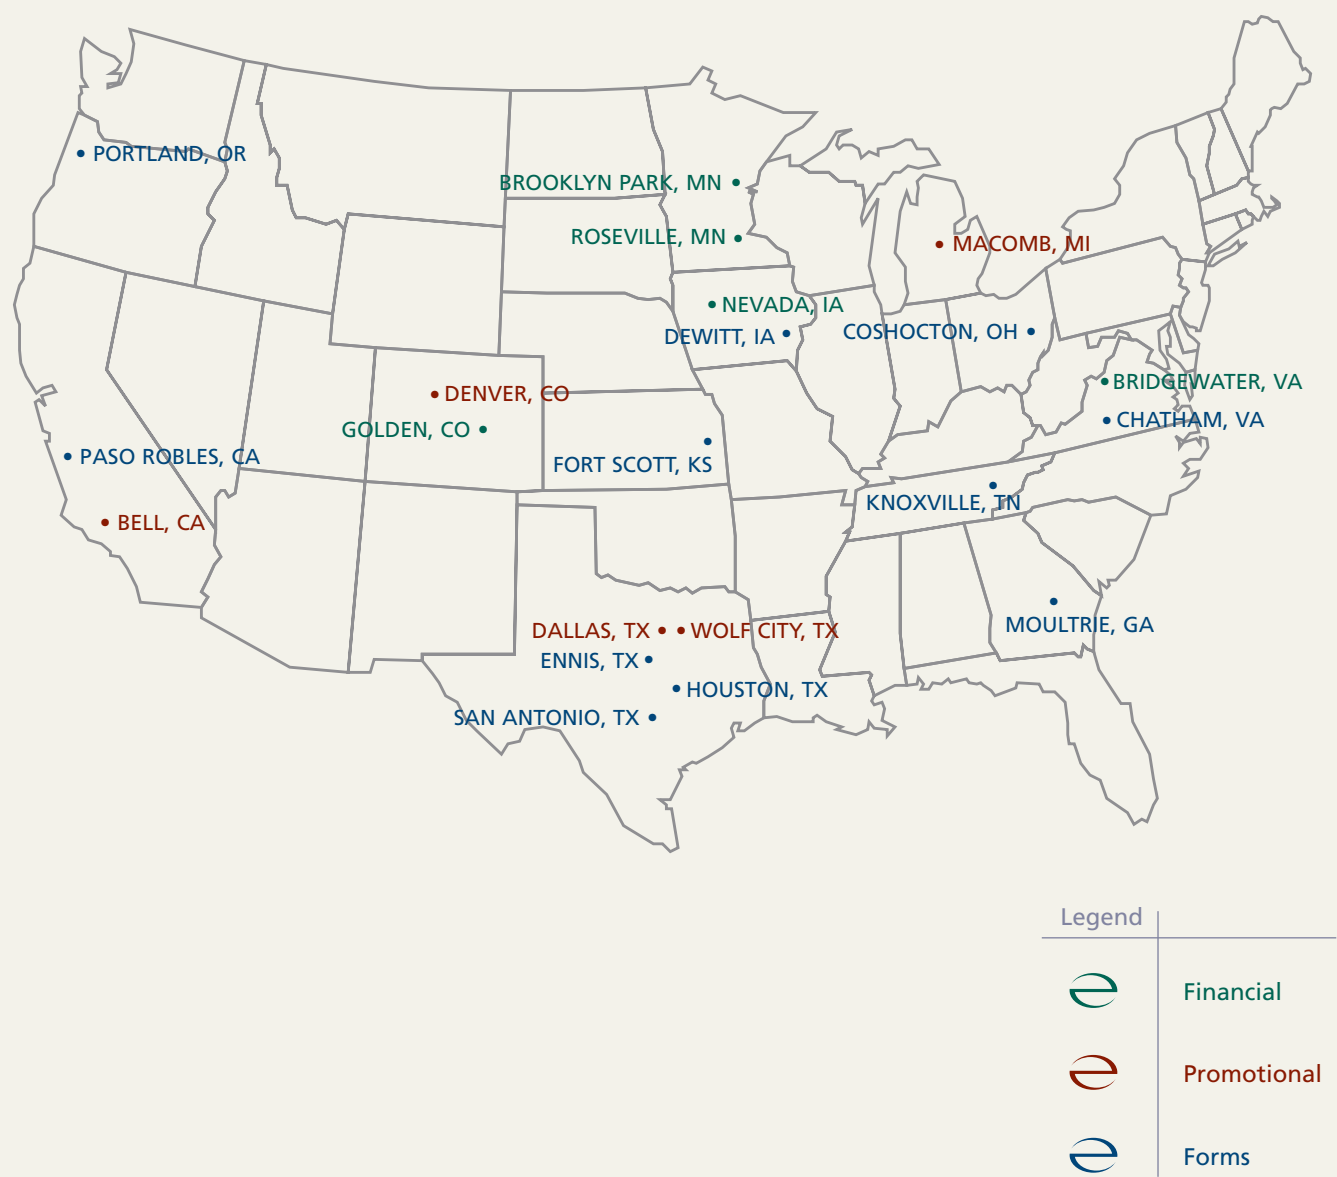 PORTLAND, OR
BROOKLYN PARK, MN
ROSEVILLE, MN
MACOMB, MI
NEVADA, IA
DEWITT, IA
COSHOCTON, OH
BRIDGEWATER, VA
DENVER, CO
CHATHAM, VA
GOLDEN, CO
PASO ROBLES, CA
FORT SCOTT, KS
KNOXVILLE, TN
BELL, CA
MOULTRIE, GA
DALLAS, TX
WOLF CITY, TX
ENNIS, TX
HOUSTON, TX
SAN ANTONIO, TX
Legend
Financial
Promotional
Forms